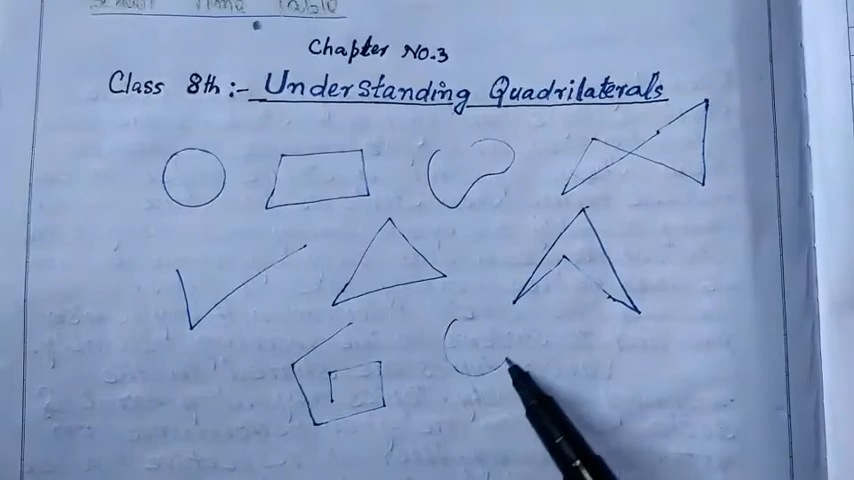 Chapter No.3
Class 8th :- Understanding Quadrilaterals